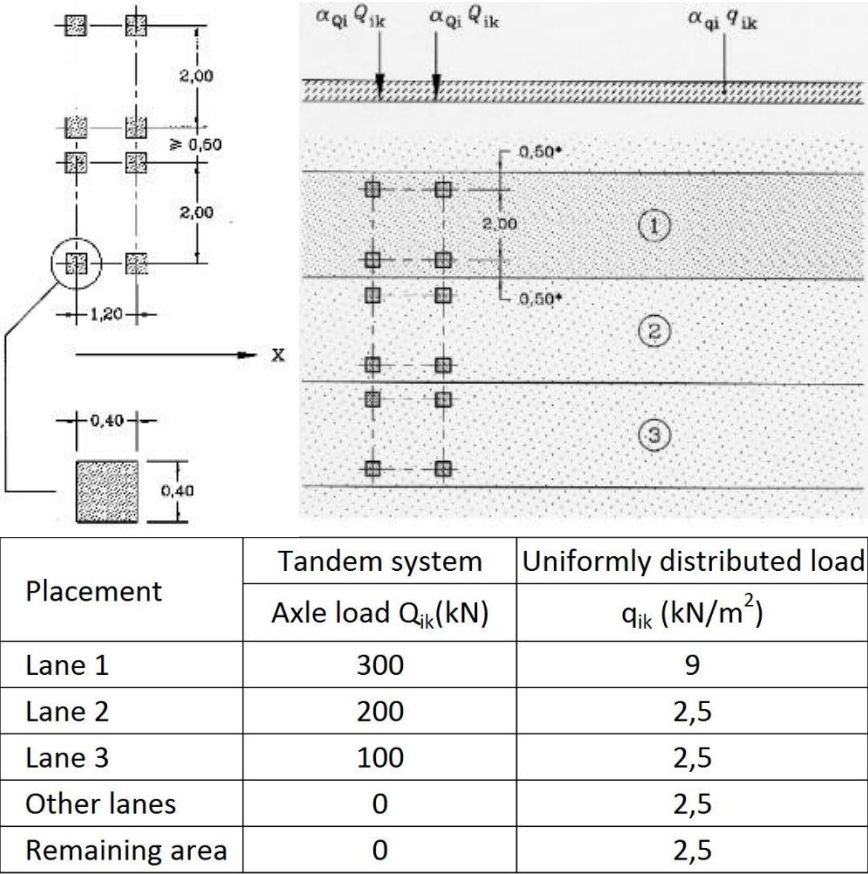 α_Qi Q_ik α_Qi Q_ik α_qi q_ik
2,00
⩾ 0,50
2,00
1,20
X
0,40
0,40
0,50*
2,00
0,50*
1
2
3
Placement Tandem system Uniformly distributed load
Axle load Q_ik(kN) q_ik (kN/m²)
Lane 1 300 9
Lane 2 200 2,5
Lane 3 100 2,5
Other lanes 0 2,5
Remaining area 0 2,5